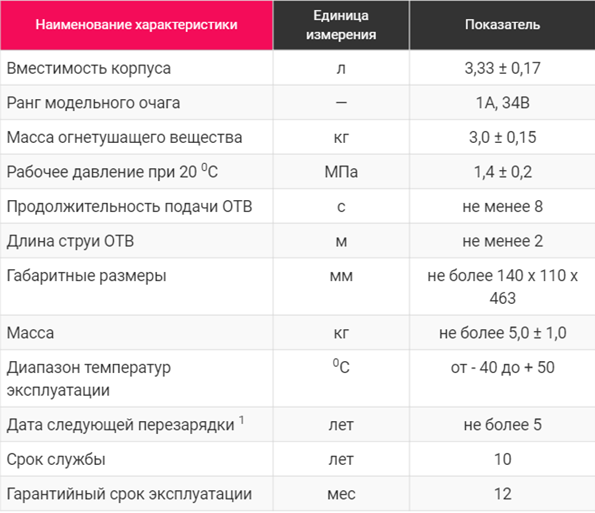 Наименование характеристики Единица измерения Показатель
Вместимость корпуса л 3,33 ± 0,17
Ранг модельного очага — 1А, 34В
Масса огнетушащего вещества кг 3,0 ± 0,15
Рабочее давление при 20 ⁰С МПа 1,4 ± 0,2
Продолжительность подачи ОТВ с не менее 8
Длина струи ОТВ м не менее 2
Габаритные размеры мм не более 140 х 110 х
463
Масса кг не более 5,0 ± 1,0
Диапазон температур ⁰С от - 40 до + 50
эксплуатации
Дата следующей перезарядки ¹ лет не более 5
Срок службы лет 10
Гарантийный срок эксплуатации мес 12